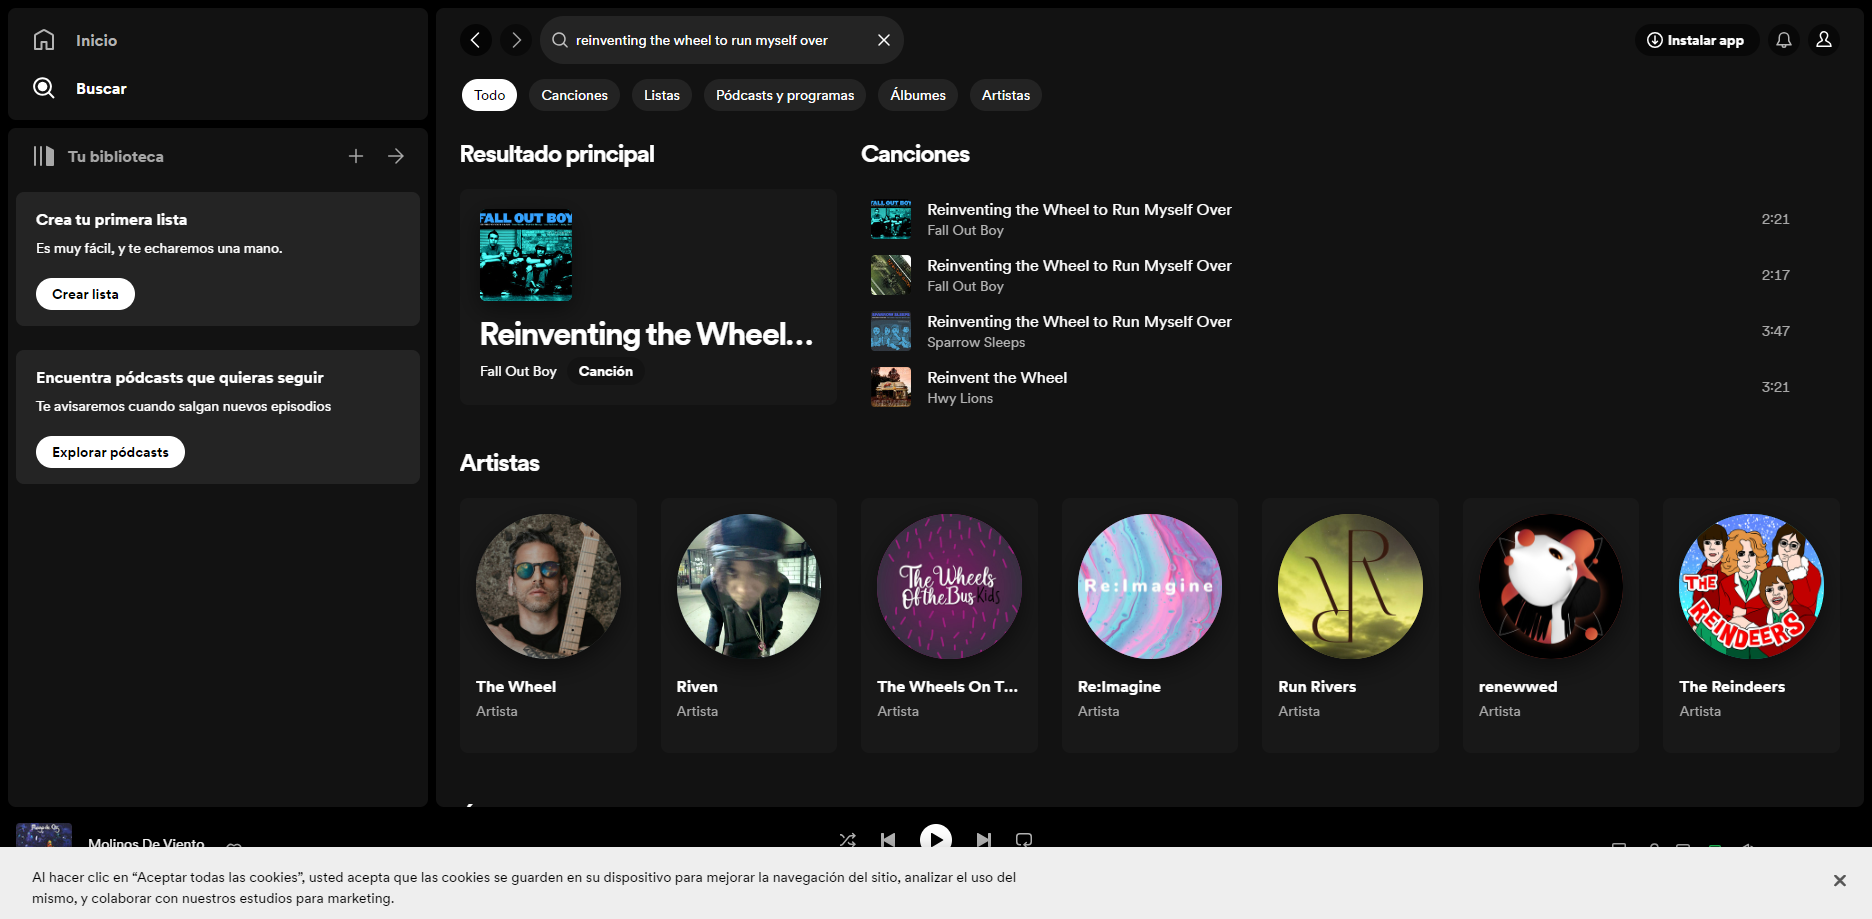 Inicio
Buscar
Tu biblioteca
Crea tu primera lista
Es muy fácil, y te echaremos una mano.
Crear lista
Encuentra pódcasts que quieras seguir
Te avisaremos cuando salgan nuevos episodios
Explorar pódcasts
reinventing the wheel to run myself over
Instalar app
Todo
Canciones
Listas
Pódcasts y programas
Álbumes
Artistas
Resultado principal
FALL OUT BOY
Reinventing the Wheel...
Fall Out Boy
Canción
Canciones
Reinventing the Wheel to Run Myself Over
Fall Out Boy
2:21
Reinventing the Wheel to Run Myself Over
Fall Out Boy
2:17
Reinventing the Wheel to Run Myself Over
Sparrow Sleeps
3:47
Reinvent the Wheel
Hwy Lions
3:21
Artistas
The Wheel
Artista
Riven
Artista
The Wheels
Of the Bus Kids
The Wheels On T...
Artista
Re:Imagine
Re:Imagine
Artista
Run Rivers
Artista
renewwed
Artista
THE
REINDEERS
The Reindeers
Artista
Molinos De Viento
Al hacer clic en “Aceptar todas las cookies”, usted acepta que las cookies se guarden en su dispositivo para mejorar la navegación del sitio, analizar el uso del
mismo, y colaborar con nuestros estudios para marketing.